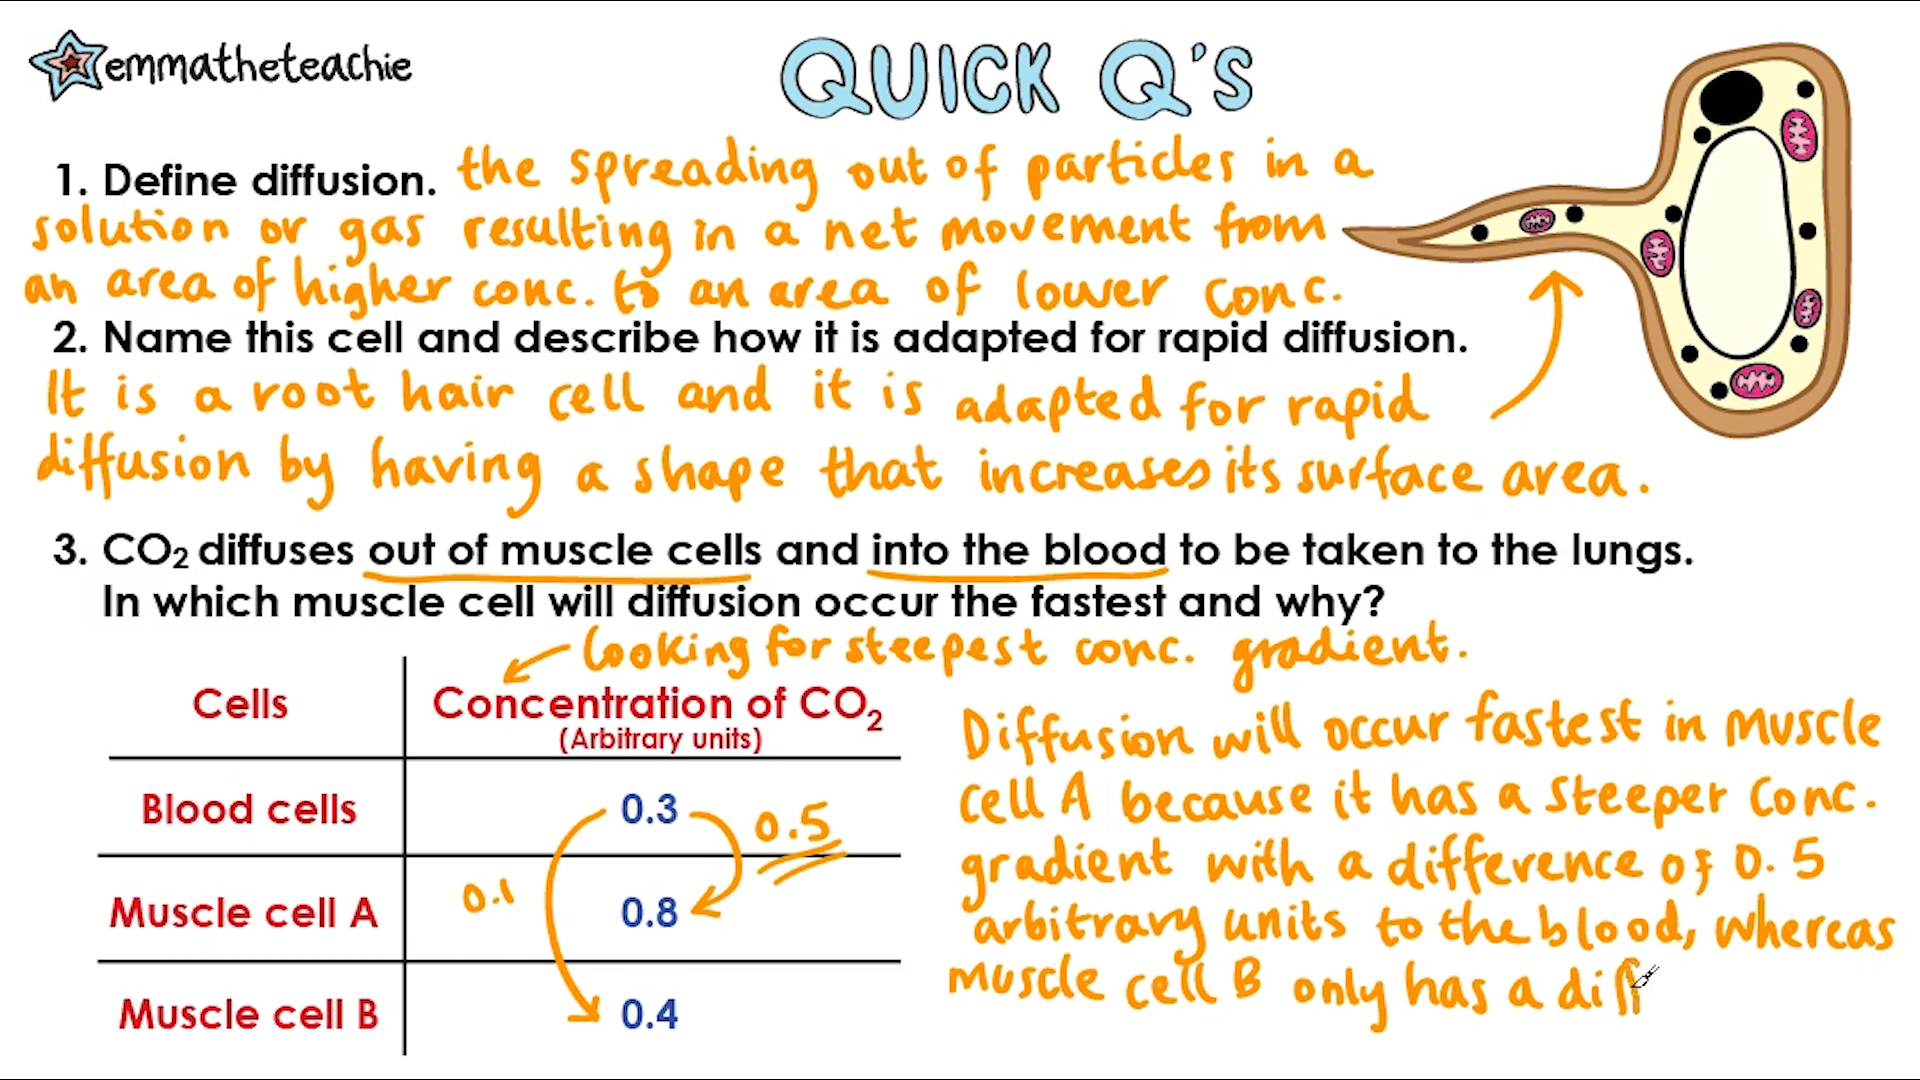 emmatheteachie
QUICK Q'S
1. Define diffusion. the spreading out of particles in a
solution or gas resulting in a net movement from
an area of higher conc. to an area of lower conc.
2. Name this cell and describe how it is adapted for rapid diffusion.
It is a root hair cell and it is adapted for rapid
diffusion by having a shape that increases its surface area.
3. CO₂ diffuses out of muscle cells and into the blood to be taken to the lungs.
In which muscle cell will diffusion occur the fastest and why?
looking for steepest conc. gradient.
Cells
Concentration of CO₂
(Arbitrary units)
Blood cells
0.3
0.5
Muscle cell A
0.1
0.8
Muscle cell B
0.4
Diffusion will occur fastest in muscle
cell A because it has a steeper conc.
gradient with a difference of 0.5
arbitrary units to the blood, whereas
muscle cell B only has a diff